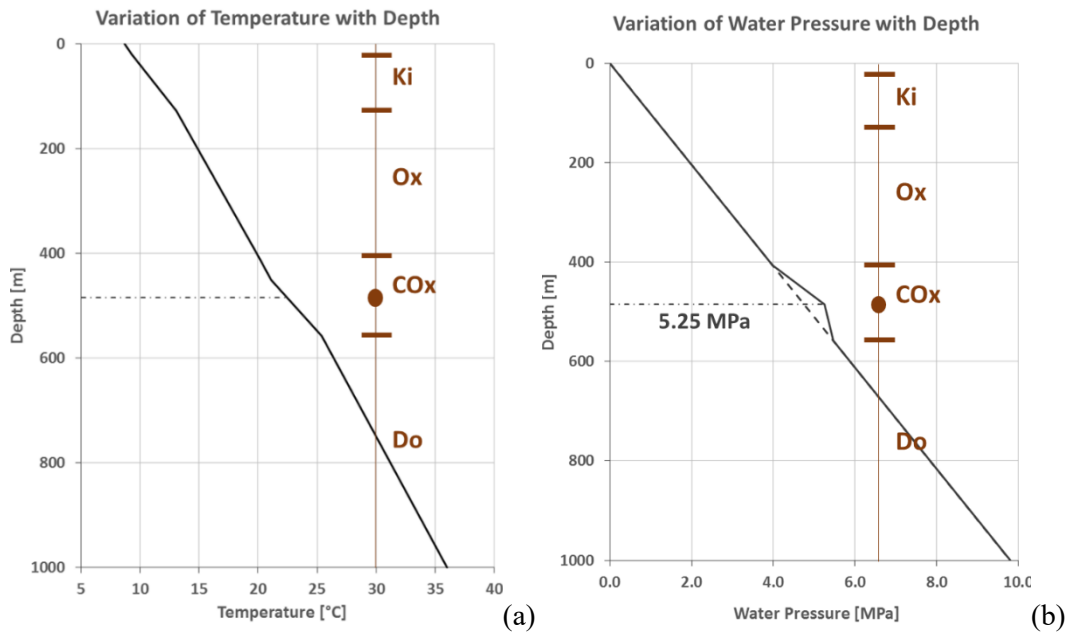 Variation of Temperature with Depth
0
200
400
600
800
1000
Depth [m]
5
10
15
20
25
30
35
40
Temperature [°C]
Ki
Ox
COx
Do
(a)
Variation of Water Pressure with Depth
0
200
400
600
800
1000
Depth [m]
0.0
2.0
4.0
6.0
8.0
10.0
Water Pressure [MPa]
Ki
Ox
COx
5.25 MPa
Do
(b)